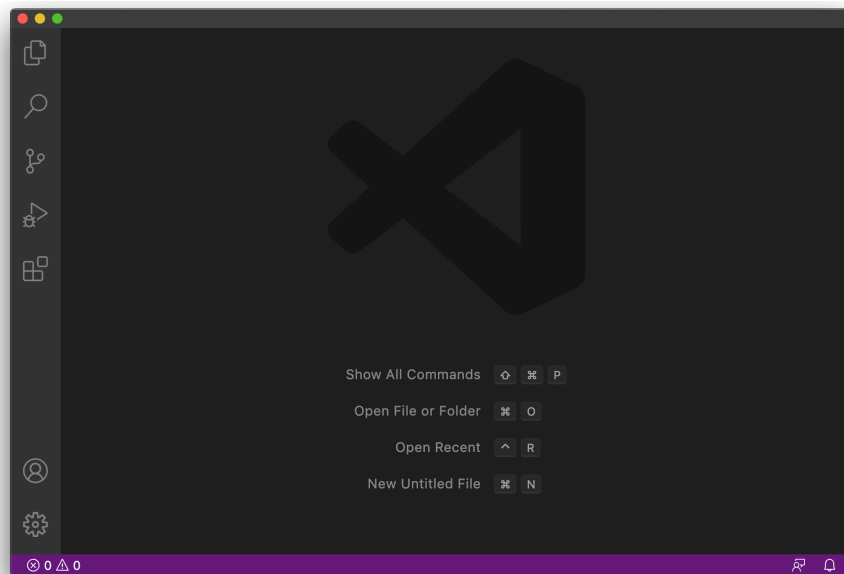 Show All Commands ⇧ ⌘ P
Open File or Folder ⌘ O
Open Recent ^ R
New Untitled File ⌘ N
0 0